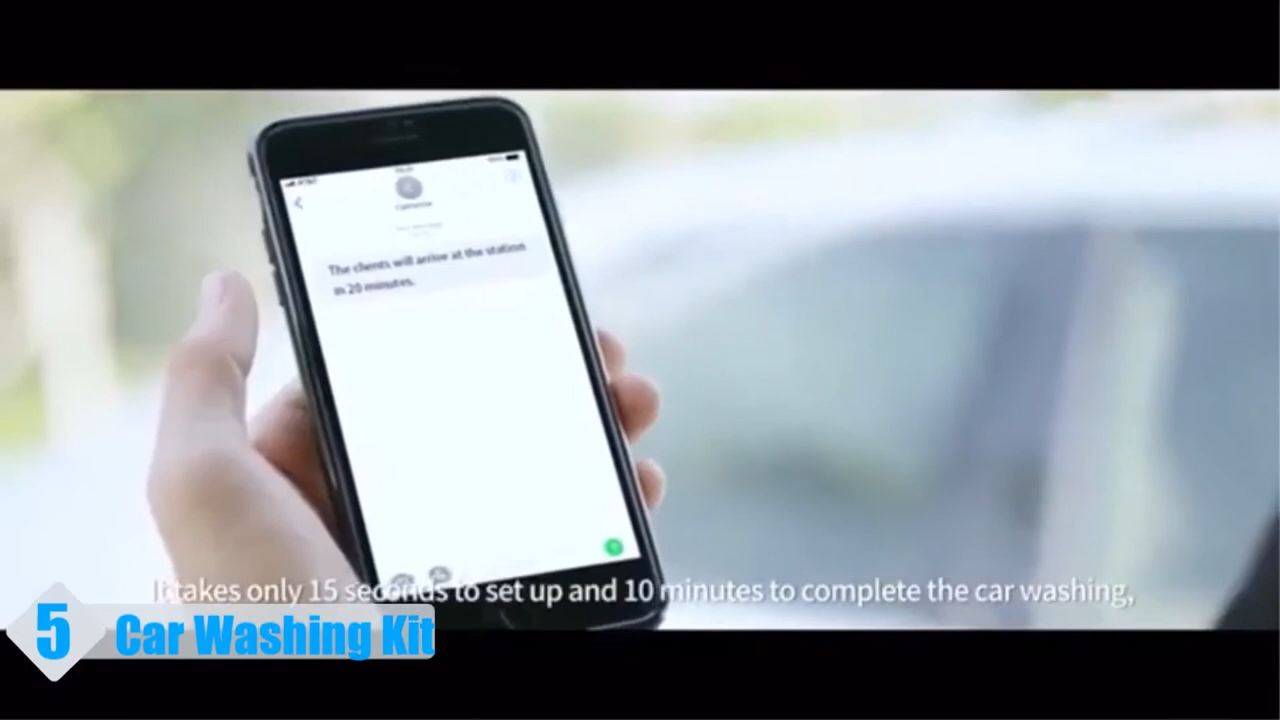 The clients will arrive at the station
in 20 minutes.
It takes only 15 seconds to set up and 10 minutes to complete the car washing,
5 Car Washing Kit